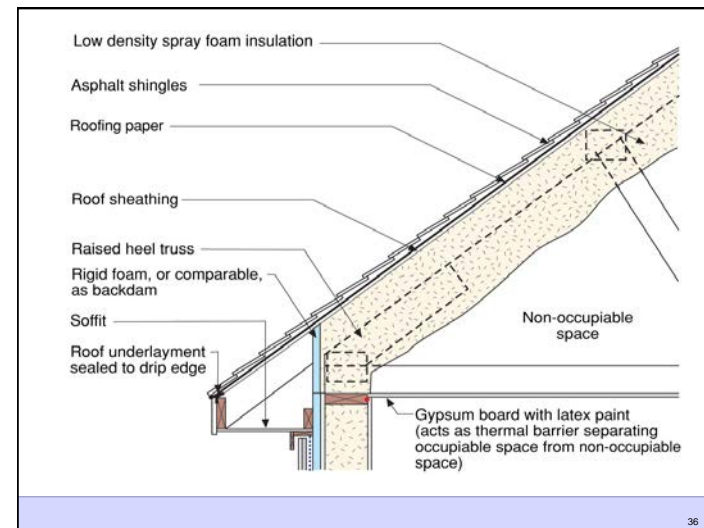 Low density spray foam insulation
Asphalt shingles
Roofing paper
Roof sheathing
Raised heel truss
Rigid foam, or comparable,
as backdam
Soffit
Roof underlayment
sealed to drip edge
Non-occupiable
space
Gypsum board with latex paint
(acts as thermal barrier separating
occupiable space from non-occupiable
space)
36